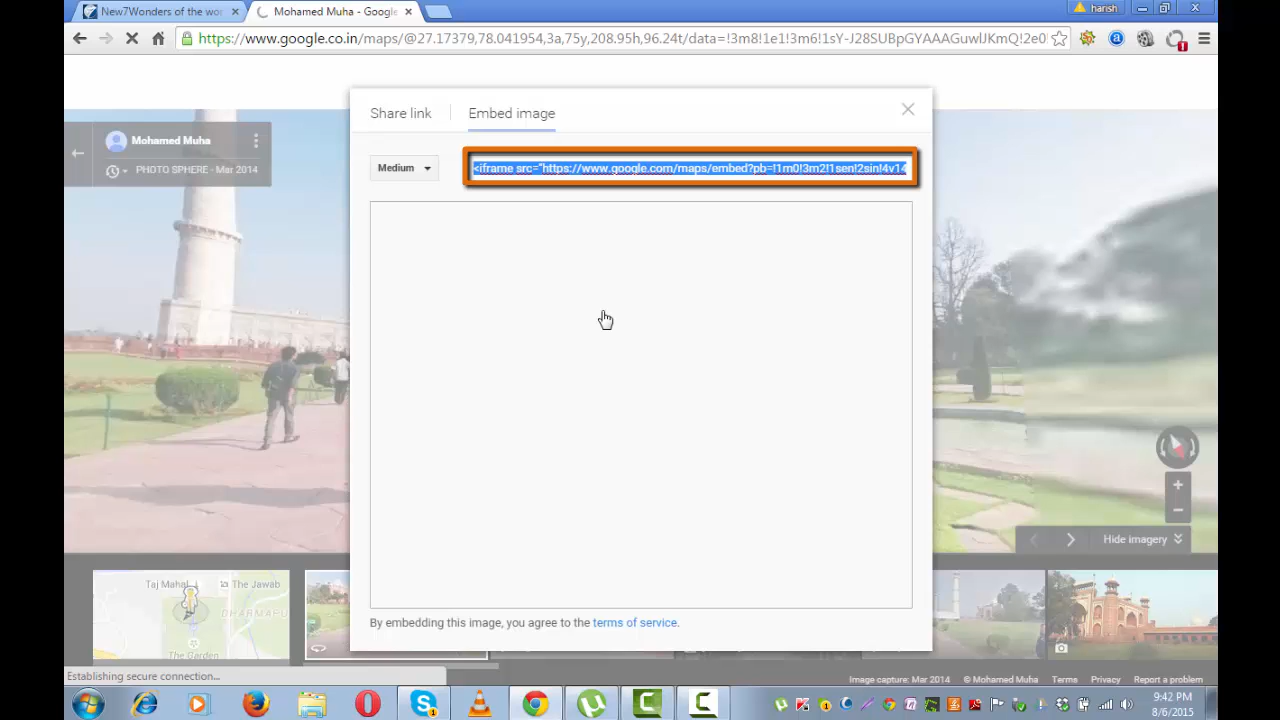 New7Wonders of the wor
Mohamed Muha - Google
harish
https://www.google.co.in/maps/@27.17379,78.041954,3a,75y,208.95h,96.24t/data=!3m8!1e1!3m6!1sY-J28SUBpGYAAAGuwlJKmQ!2e0!
Share link
Embed image
Mohamed Muha
PHOTO SPHERE - Mar 2014
Medium
<iframe src="https://www.google.com/maps/embed?pb=!1m0!3m2!1sen!2sin!4v14
Hide imagery
Taj Mahal
The Jawab
DHARMAPU
The Garden
By embedding this image, you agree to the terms of service.
Establishing secure connection...
Image capture: Mar 2014
© Mohamed Muha
Terms
Privacy
Report a problem
9:42 PM
8/6/2015